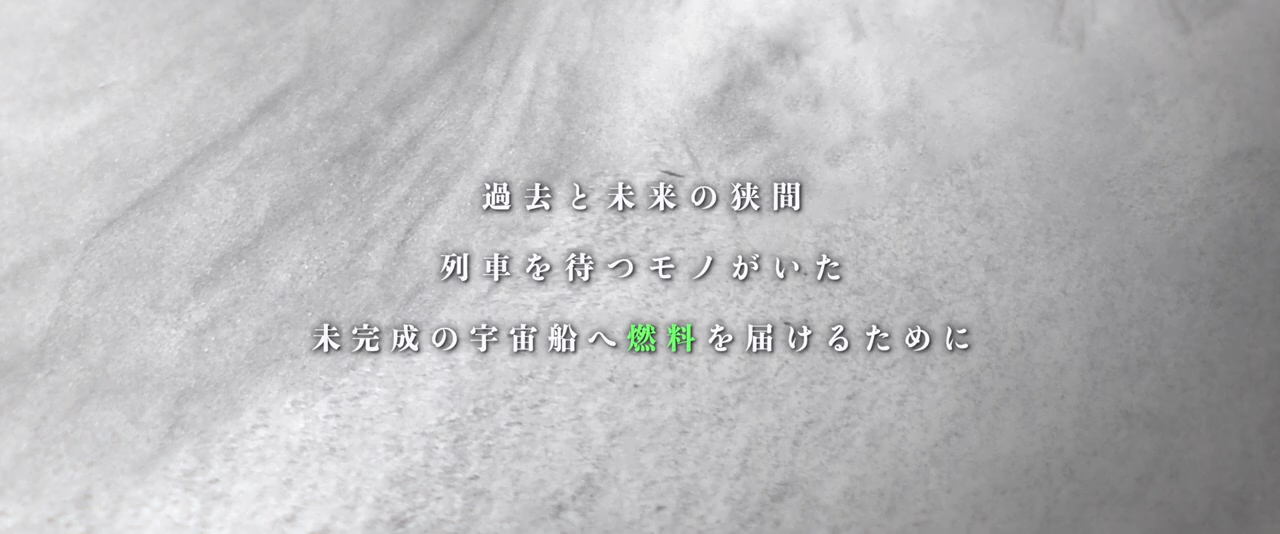 過去と未来の狭間
列車を待つモノがいた
未完成の宇宙船へ燃料を届けるために